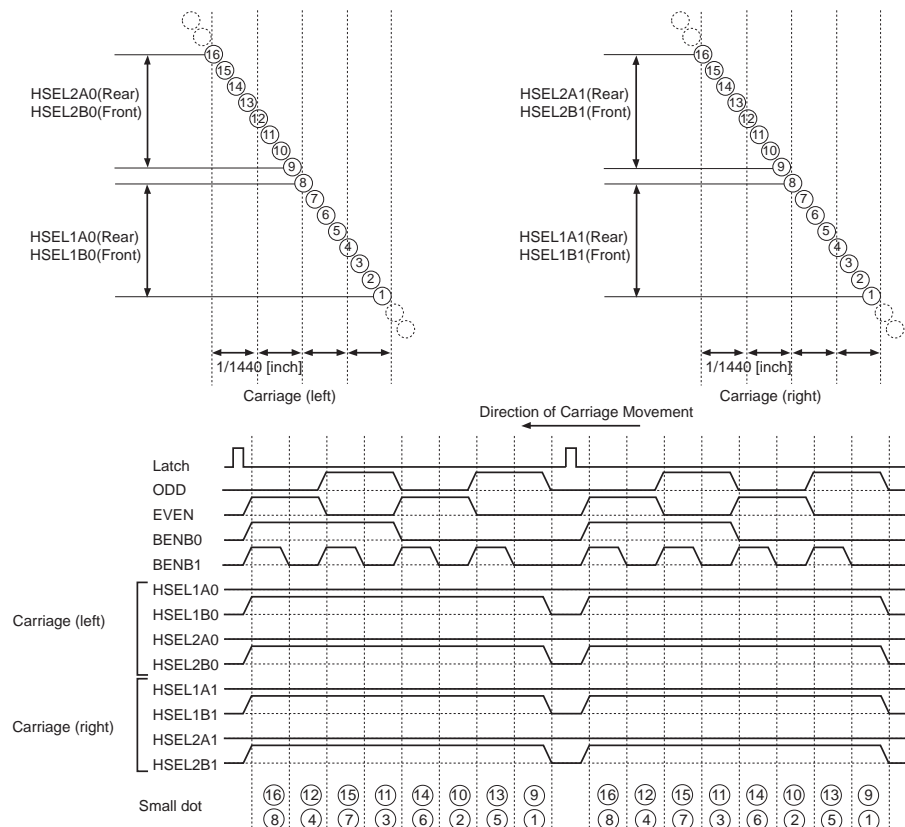 HSEL2A0(Rear)
HSEL2B0(Front)
HSEL1A0(Rear)
HSEL1B0(Front)
16
15
14
13
12
11
10
9
8
7
6
5
4
3
2
1
1/1440 [inch]
Carriage (left)
HSEL2A1(Rear)
HSEL2B1(Front)
HSEL1A1(Rear)
HSEL1B1(Front)
16
15
14
13
12
11
10
9
8
7
6
5
4
3
2
1
1/1440 [inch]
Carriage (right)
Direction of Carriage Movement
Latch
ODD
EVEN
BENB0
BENB1
Carriage (left)
HSEL1A0
HSEL1B0
HSEL2A0
HSEL2B0
Carriage (right)
HSEL1A1
HSEL1B1
HSEL2A1
HSEL2B1
Small dot
16 12 15 11 14 10 13 9 16 12 15 11 14 10 13 9
8 4 7 3 6 2 5 1 8 4 7 3 6 2 5 1